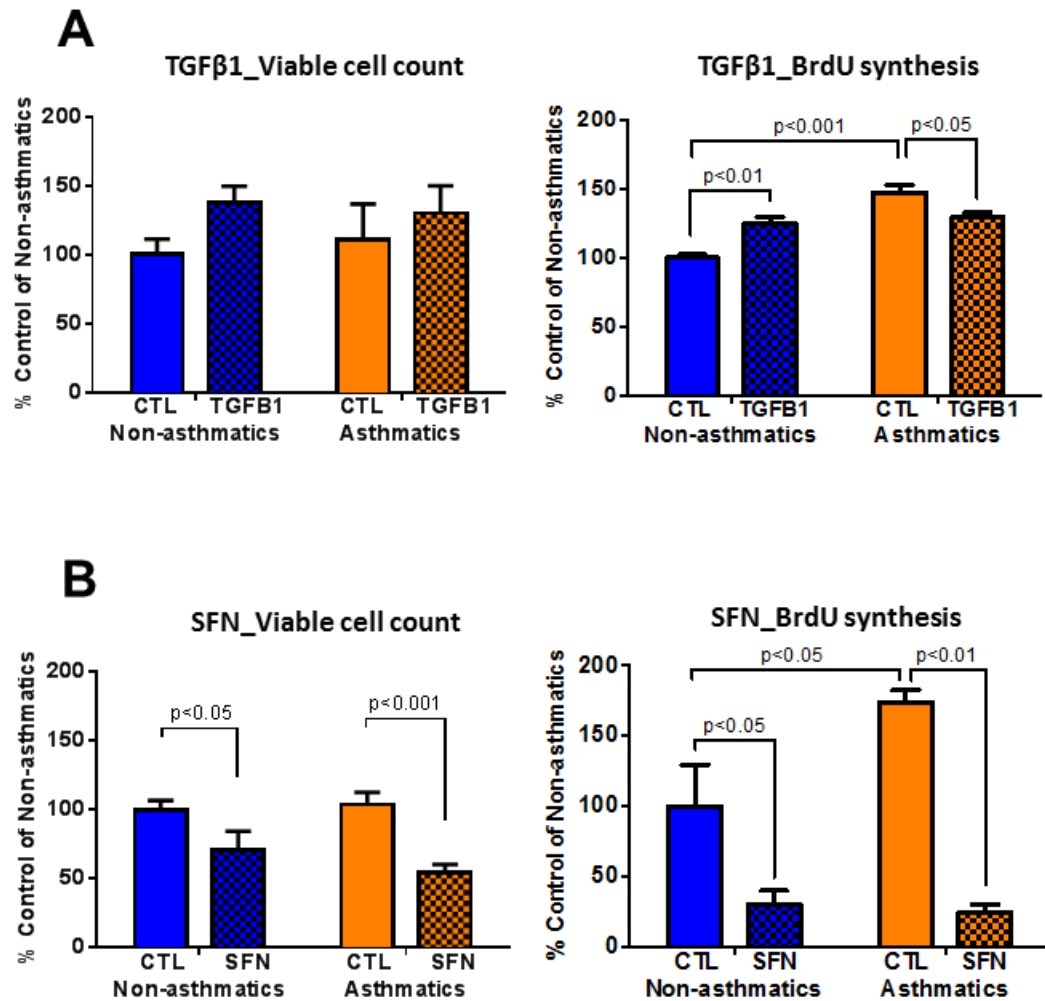 A
TGFβ1_Viable cell count
% Control of Non-asthmatics
200
150
100
50
0
CTL TGFB1 CTL TGFB1
Non-asthmatics Asthmatics
TGFβ1_BrdU synthesis
% Control of Non-asthmatics
200
150
100
50
0
p<0.001
p<0.05
p<0.01
CTL TGFB1 CTL TGFB1
Non-asthmatics Asthmatics
B
SFN_Viable cell count
% Control of Non-asthmatics
200
150
100
50
0
p<0.05
p<0.001
CTL SFN CTL SFN
Non-asthmatics Asthmatics
SFN_BrdU synthesis
% Control of Non-asthmatics
200
150
100
50
0
p<0.05
p<0.01
p<0.05
CTL SFN CTL SFN
Non-asthmatics Asthmatics